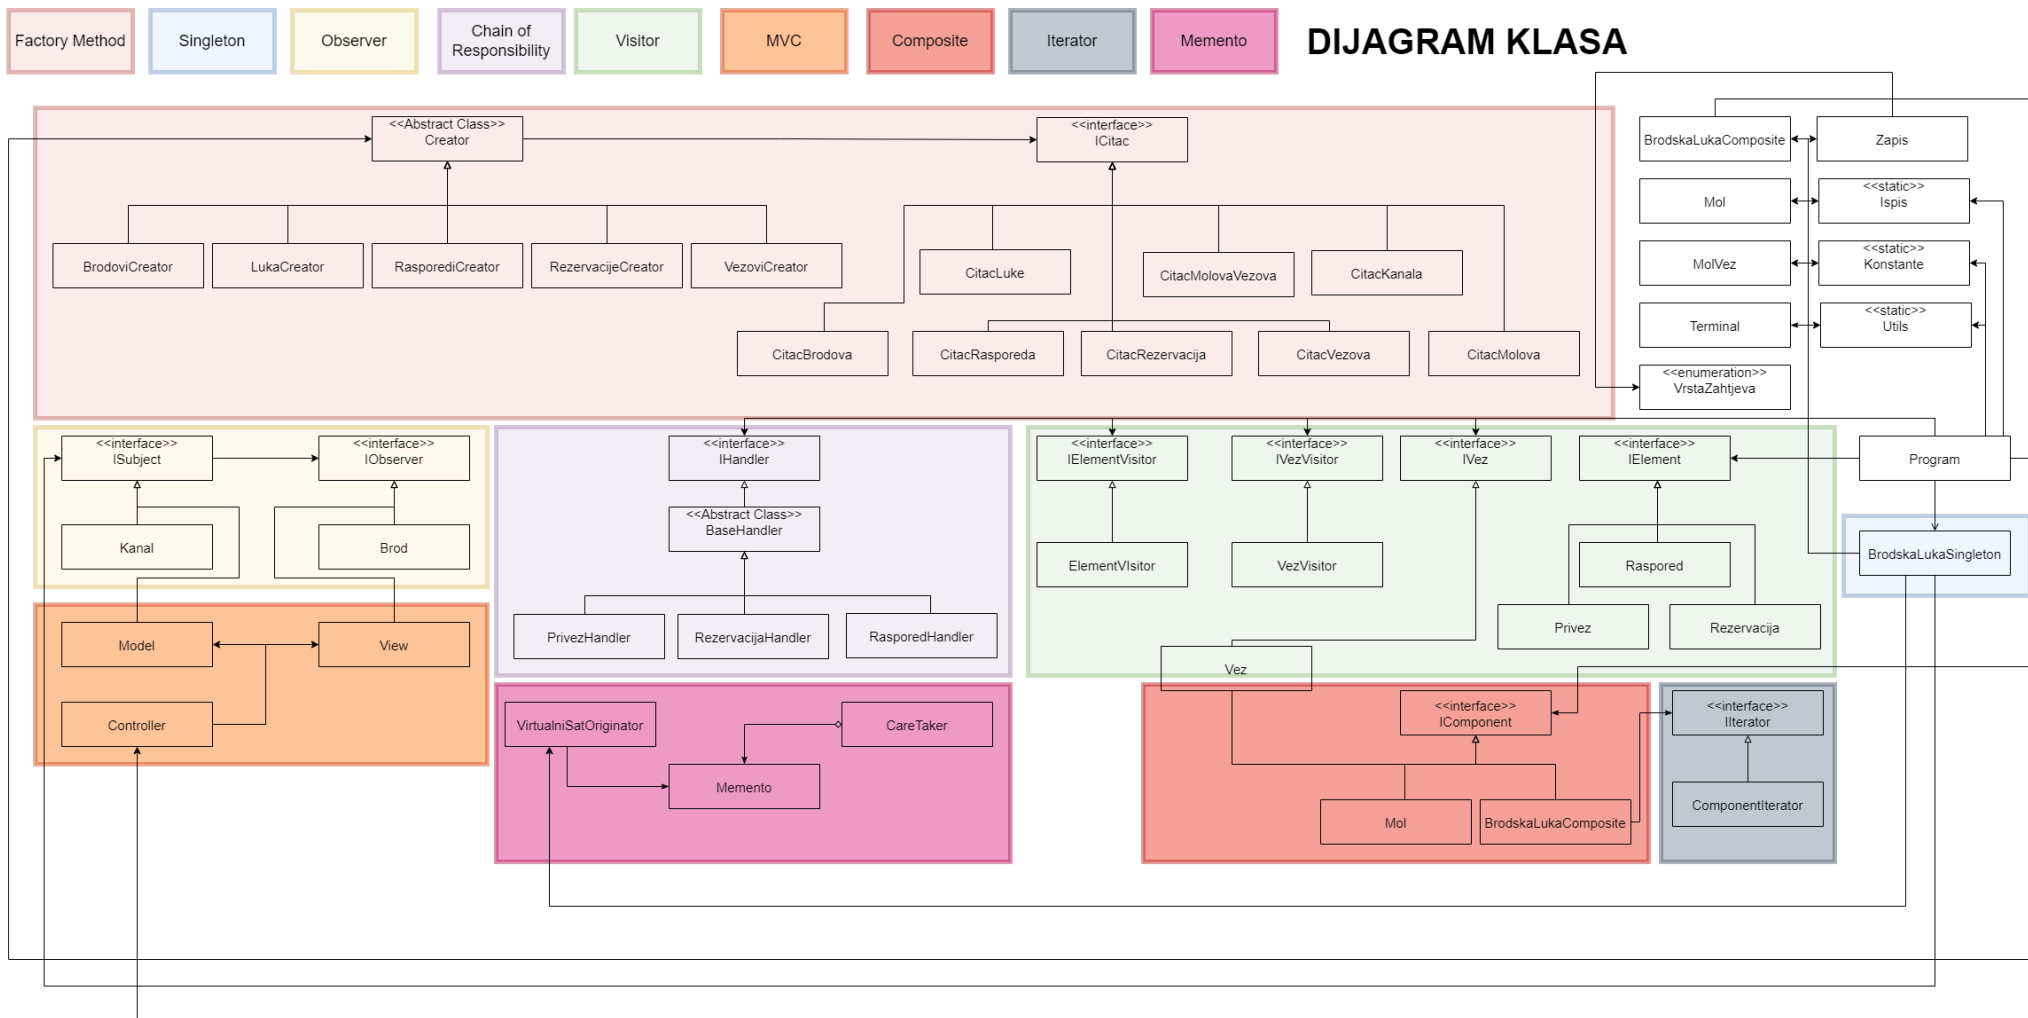 Factory Method
Singleton
Observer
Chain of
Responsibility
Visitor
MVC
Composite
Iterator
Memento
DIJAGRAM KLASA
<<Abstract Class>>
Creator
<<interface>>
ICitac
BrodoviCreator
LukaCreator
RasporediCreator
RezervacijeCreator
VezoviCreator
CitacLuke
CitacMolovaVezova
CitacKanala
CitacBrodova
CitacRasporeda
CitacRezervacija
CitacVezova
CitacMolova
BrodskaLukaComposite
Zapis
Mol
<<static>>
Ispis
MolVez
<<static>>
Konstante
Terminal
<<static>>
Utils
<<enumeration>>
VrstaZahtjeva
<<interface>>
ISubject
<<interface>>
IObserver
Kanal
Brod
<<interface>>
IHandler
<<Abstract Class>>
BaseHandler
PrivezHandler
RezervacijaHandler
RasporedHandler
<<interface>>
IElementVisitor
<<interface>>
IVezVisitor
<<interface>>
IVez
<<interface>>
IElement
ElementVIsitor
VezVisitor
Raspored
Privez
Rezervacija
Vez
Program
BrodskaLukaSingleton
Model
View
Controller
VirtualniSatOriginator
CareTaker
Memento
<<interface>>
IComponent
Mol
BrodskaLukaComposite
<<interface>>
IIterator
ComponentIterator